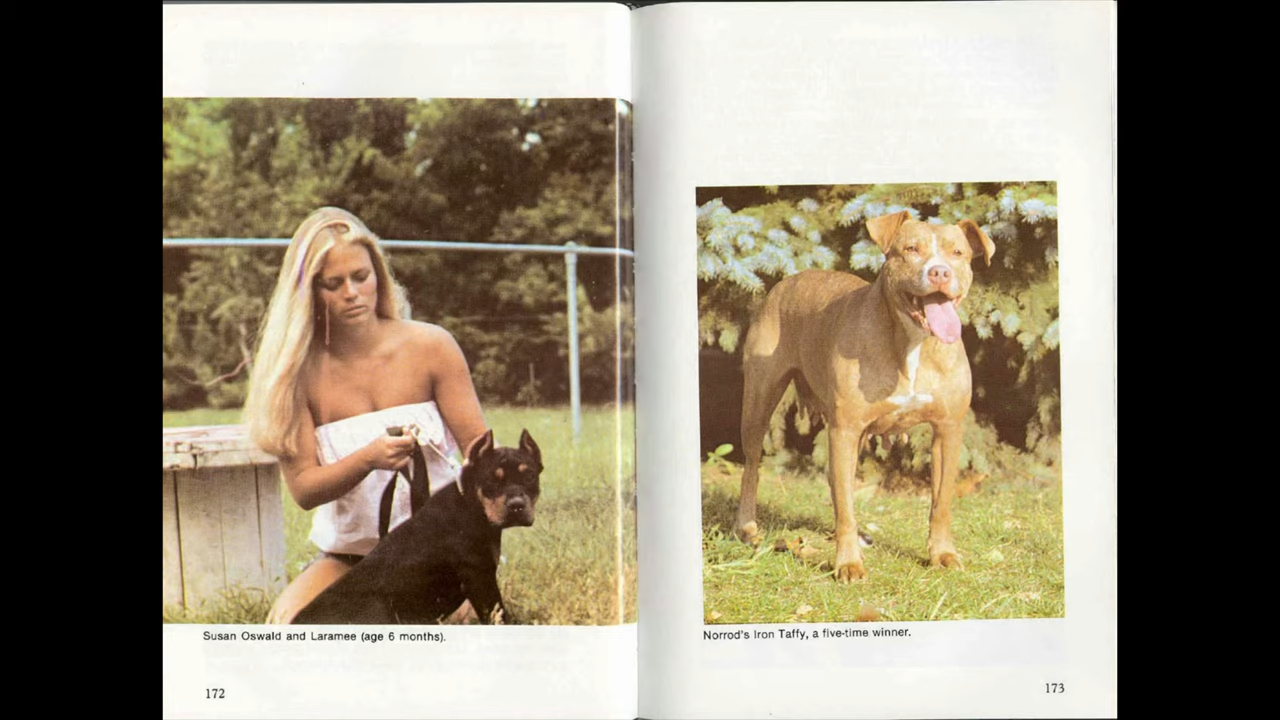 Susan Oswald and Laramee (age 6 months).
172
Norrod's Iron Taffy, a five-time winner.
173